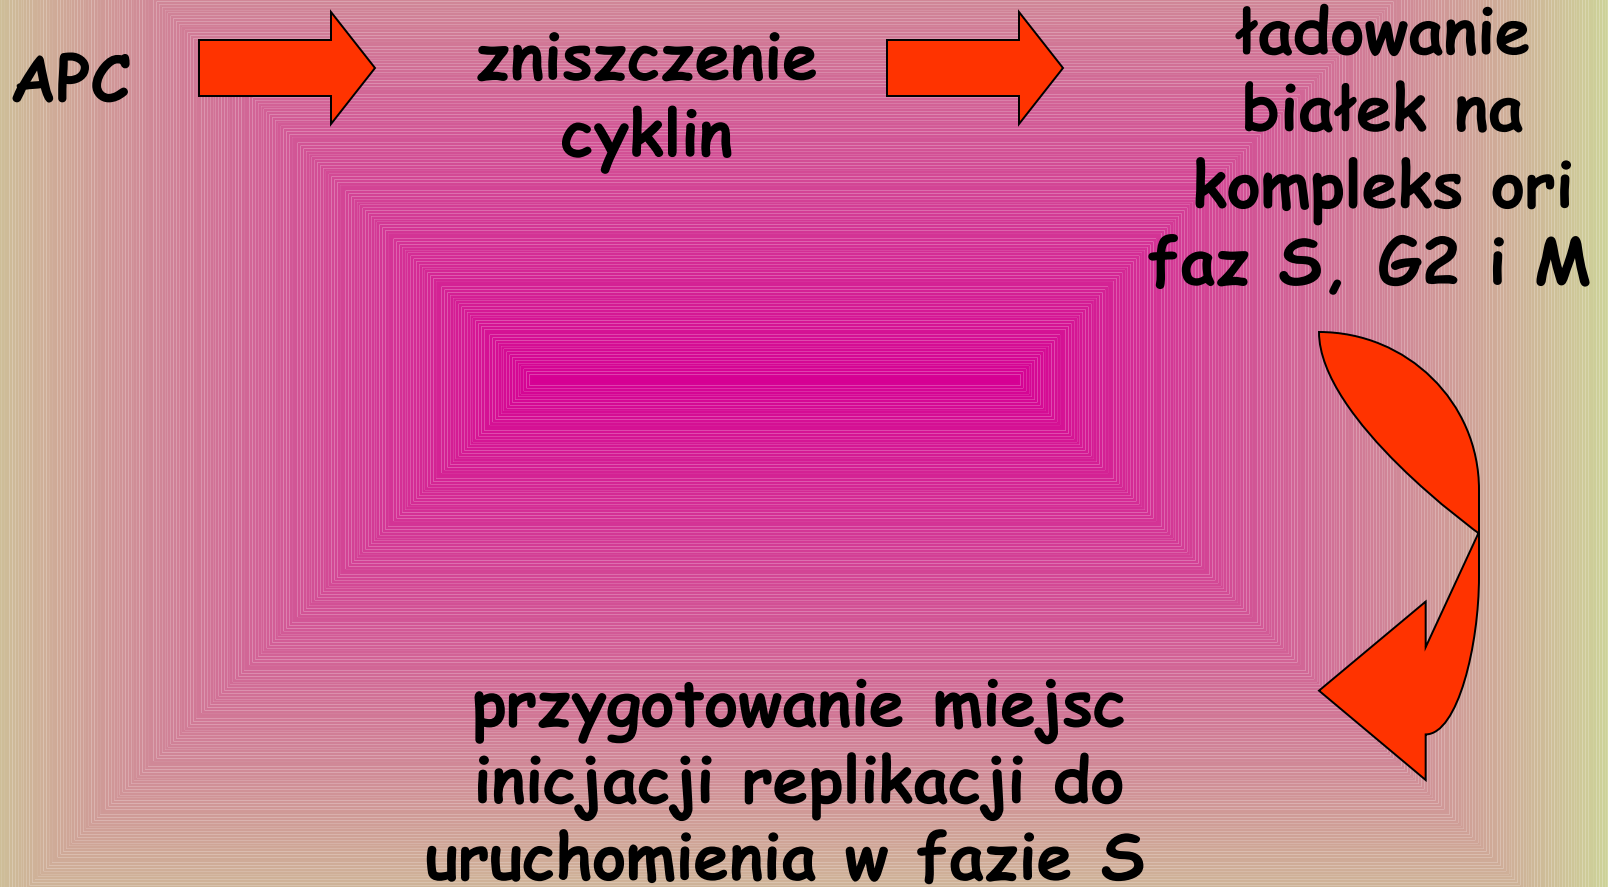 APC
zniszczenie
cyklin
ładowanie
białek na
kompleks ori
faz S, G2 i M
przygotowanie miejsc
inicjacji replikacji do
uruchomienia w fazie S